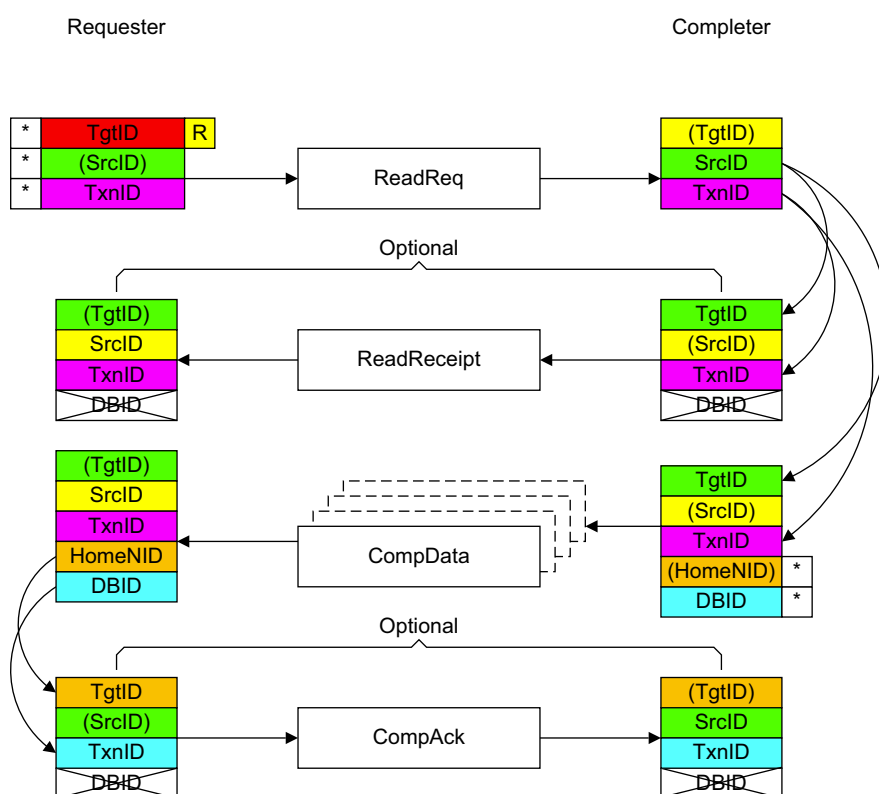 Requester Completer
* TgtID R (TgtID)
* (SrcID) SrcID
* TxnID ReadReq TxnID
Optional
(TgtID) TgtID
SrcID ReadReceipt (SrcID)
TxnID TxnID
DBID DBID
(TgtID) TgtID
SrcID (SrcID)
TxnID TxnID
HomeNID CompData (HomeNID) *
DBID DBID *
Optional
TgtID (TgtID)
(SrcID) CompAck SrcID
TxnID TxnID
DBID DBID